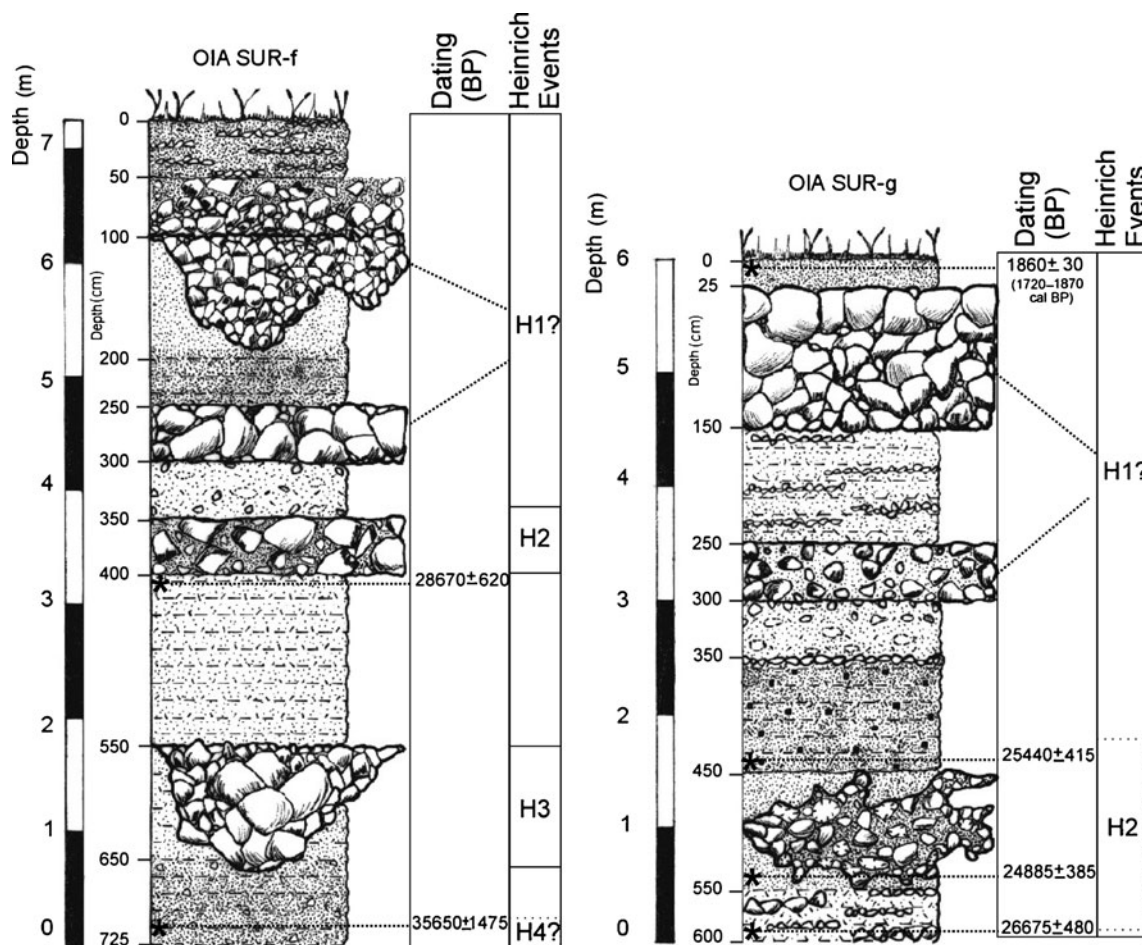 OIA SUR-f
Depth (m)
Dating
(BP)
Heinrich
Events
7
6
5
4
3
2
1
0
Depth (cm)
0
50
100
200
250
300
350
400
550
650
725
H1?
H2
28670±620
H3
35650±1475
H4?
OIA SUR-g
Depth (m)
Dating
(BP)
Heinrich
Events
6
5
4
3
2
1
0
Depth (cm)
0
25
150
250
300
350
450
550
600
1860±30
(1720–1870
cal BP)
H1?
25440±415
H2
24885±385
26675±480